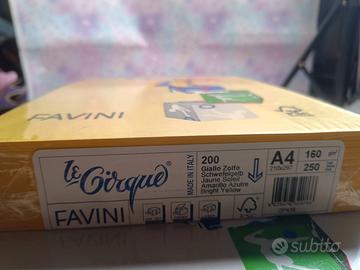 FAVINI
le Cirque
FAVINI
MADE IN ITALY
200
Giallo Zolfo
Schwefelgelb
Jaune Soleil
Amarillo Azufre
Bright Yellow
A4
210x297
160
g/m²
250
subito